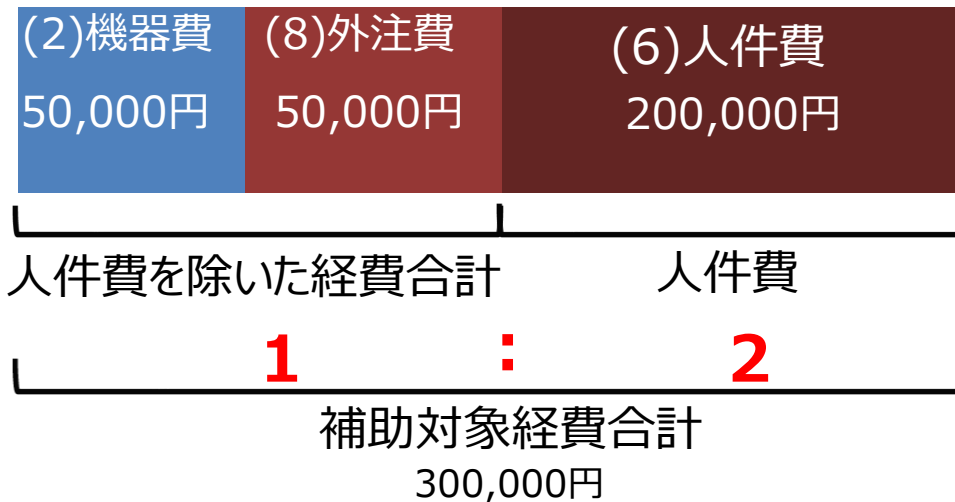 (2)機器費
50,000円
(8)外注費
50,000円
(6)人件費
200,000円
人件費を除いた経費合計
人件費
1 : 2
補助対象経費合計
300,000円